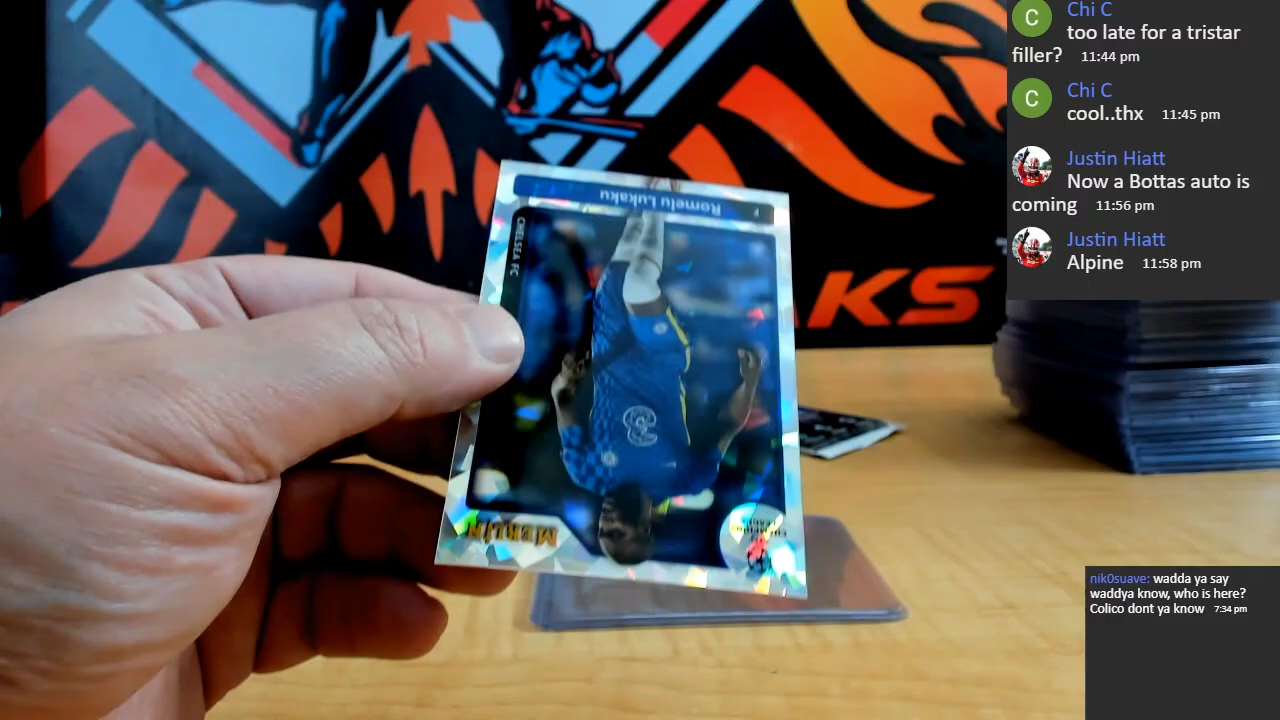 Chi C
too late for a tristar
filler? 11:44 pm
C
Chi C
cool..thx 11:45 pm
C
Justin Hiatt
Now a Bottas auto is
coming 11:56 pm
Justin Hiatt
Alpine 11:58 pm
KS
F Romelu Lukaku
CHELSEA FC
MERLIN
nik0suave: wadda ya say
waddya know, who is here?
Colico dont ya know 7:34 pm